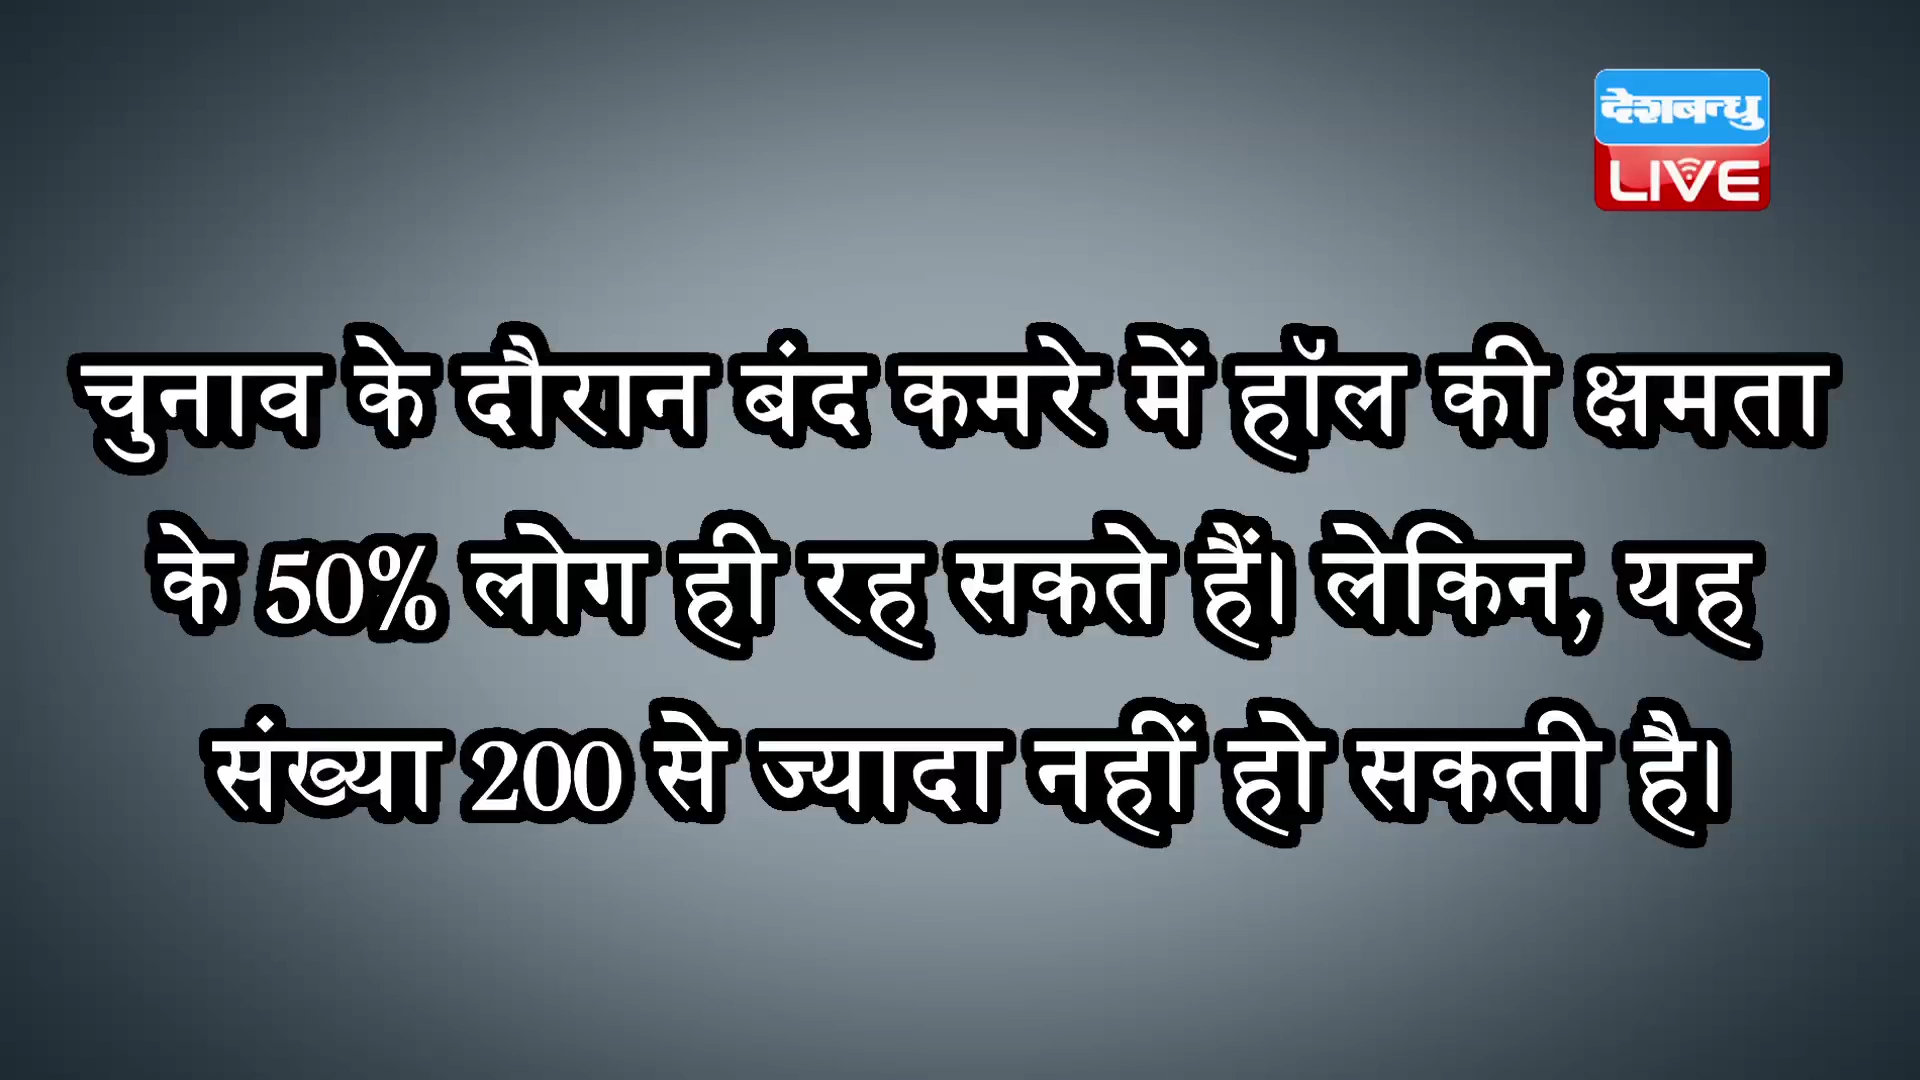 देशबन्धु
LIVE
चुनाव के दौरान बंद कमरे में हॉल की क्षमता
के 50% लोग ही रह सकते हैं। लेकिन, यह
संख्या 200 से ज्यादा नहीं हो सकती है।